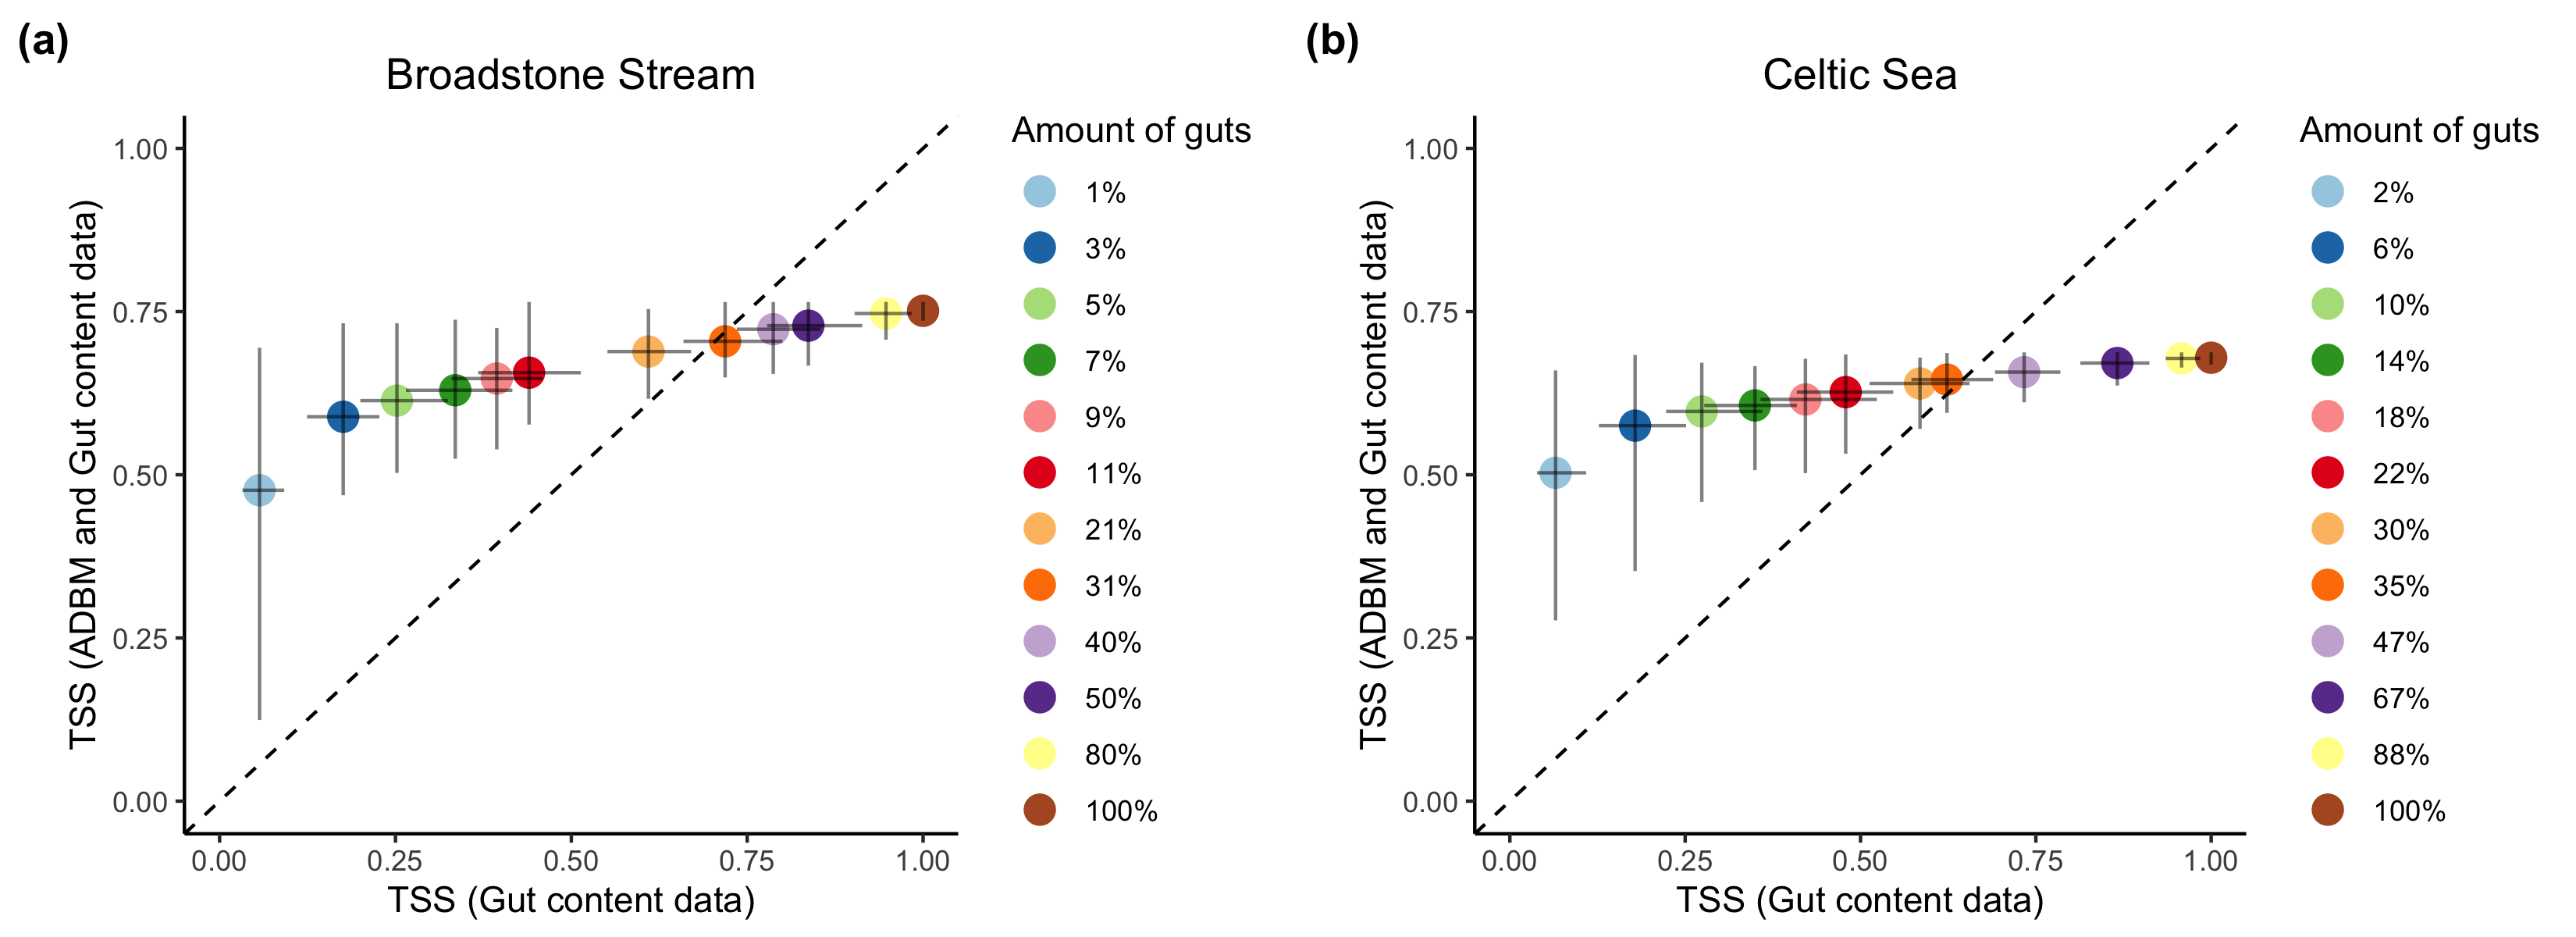 (a)
Broadstone Stream
TSS (ADBM and Gut content data)
1.00
0.75
0.50
0.25
0.00
0.00 0.25 0.50 0.75 1.00
TSS (Gut content data)
Amount of guts
1%
3%
5%
7%
9%
11%
21%
31%
40%
50%
80%
100%
(b)
Celtic Sea
TSS (ADBM and Gut content data)
1.00
0.75
0.50
0.25
0.00
0.00 0.25 0.50 0.75 1.00
TSS (Gut content data)
Amount of guts
2%
6%
10%
14%
18%
22%
30%
35%
47%
67%
88%
100%